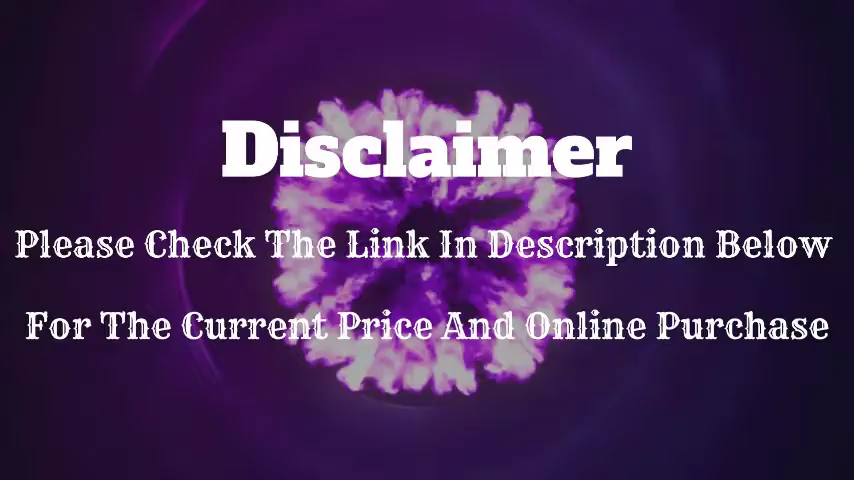 Disclaimer
Please Check The Link In Description Below
For The Current Price And Online Purchase